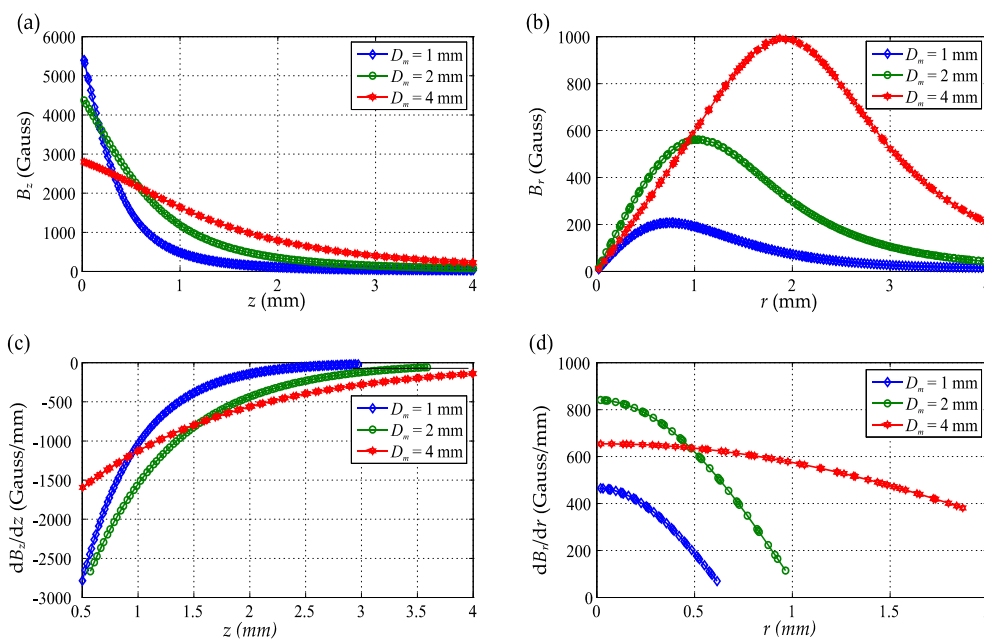 (a)
B_z (Gauss)
6000
5000
4000
3000
2000
1000
0
0 1 2 3 4
z (mm)
D_m = 1 mm
D_m = 2 mm
D_m = 4 mm
(b)
B_r (Gauss)
1000
800
600
400
200
0
0 1 2 3 4
r (mm)
D_m = 1 mm
D_m = 2 mm
D_m = 4 mm
(c)
dB_z/dz (Gauss/mm)
0
-500
-1000
-1500
-2000
-2500
-3000
0.5 1 1.5 2 2.5 3 3.5 4
z (mm)
D_m = 1 mm
D_m = 2 mm
D_m = 4 mm
(d)
dB_r/dr (Gauss/mm)
1000
800
600
400
200
0
0 0.5 1 1.5
r (mm)
D_m = 1 mm
D_m = 2 mm
D_m = 4 mm